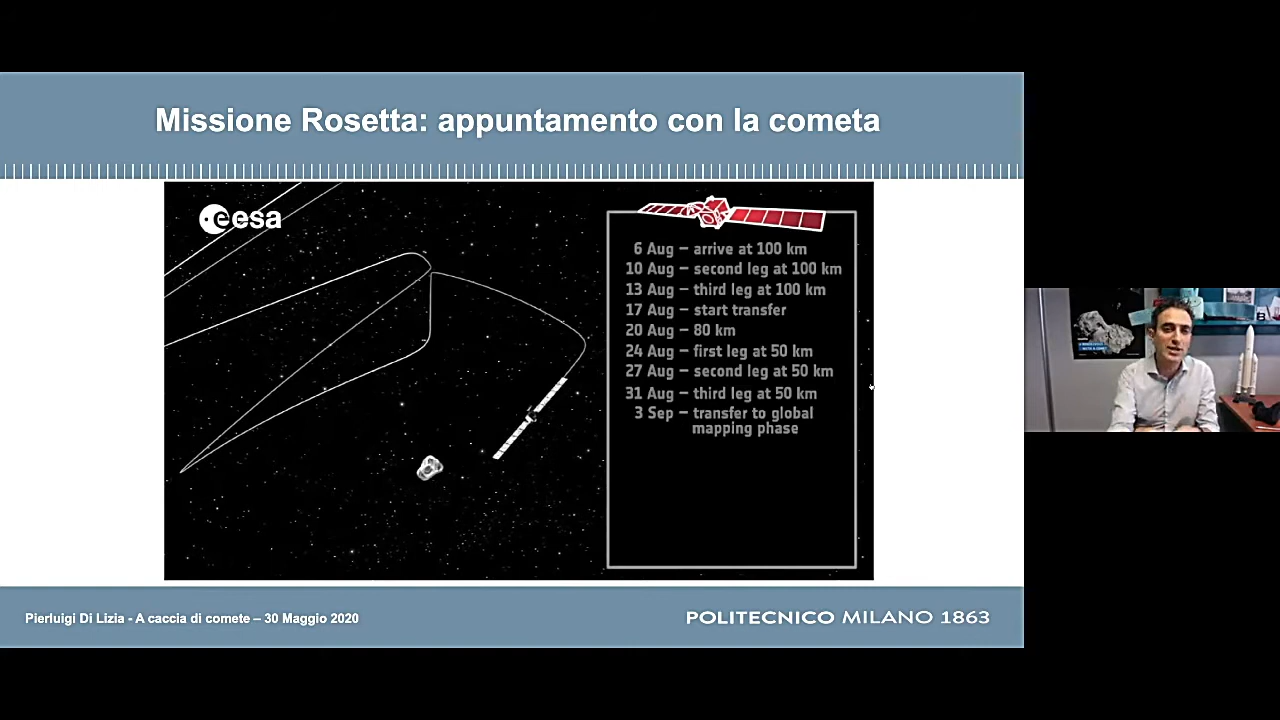 Missione Rosetta: appuntamento con la cometa
esa
6 Aug – arrive at 100 km
10 Aug – second leg at 100 km
13 Aug – third leg at 100 km
17 Aug – start transfer
20 Aug – 80 km
24 Aug – first leg at 50 km
27 Aug – second leg at 50 km
31 Aug – third leg at 50 km
3 Sep – transfer to global
mapping phase
Pierluigi Di Lizia - A caccia di comete – 30 Maggio 2020
POLITECNICO MILANO 1863